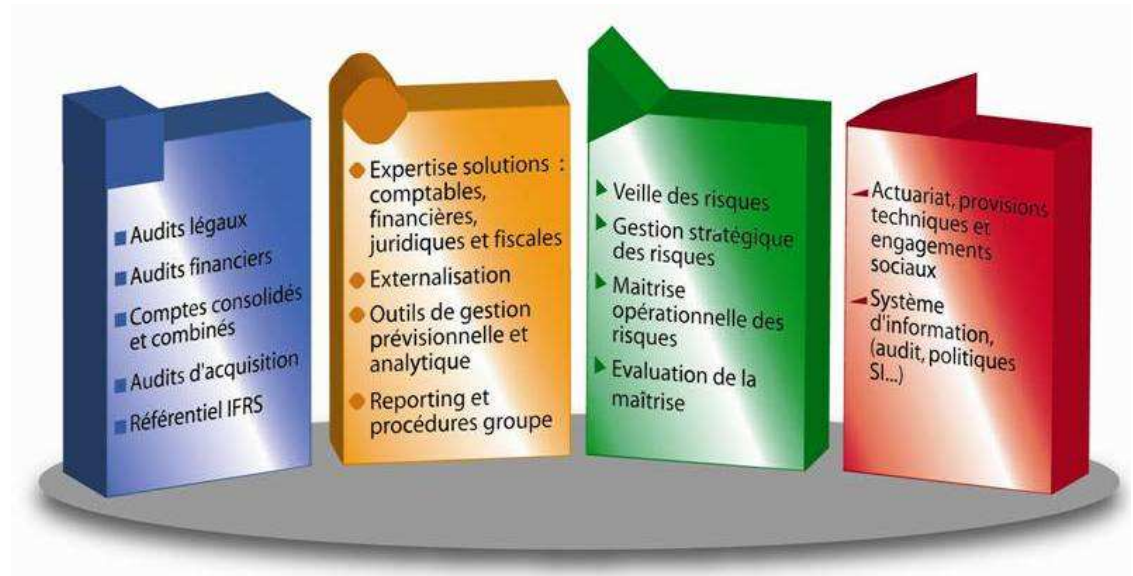 Audits légaux
Audits financiers
Comptes consolidés
et combinés
Audits d'acquisition
Référentiel IFRS
Expertise solutions :
comptables,
financières,
juridiques et fiscales
Externalisation
Outils de gestion
prévisionnelle et
analytique
Reporting et
procédures groupe
Veille des risques
Gestion stratégique
des risques
Maitrise
opérationnelle des
risques
Evaluation de la
maîtrise
Actuariat, provisions
techniques et
engagements
sociaux
Système
d'information,
(audit, politiques
SI...)